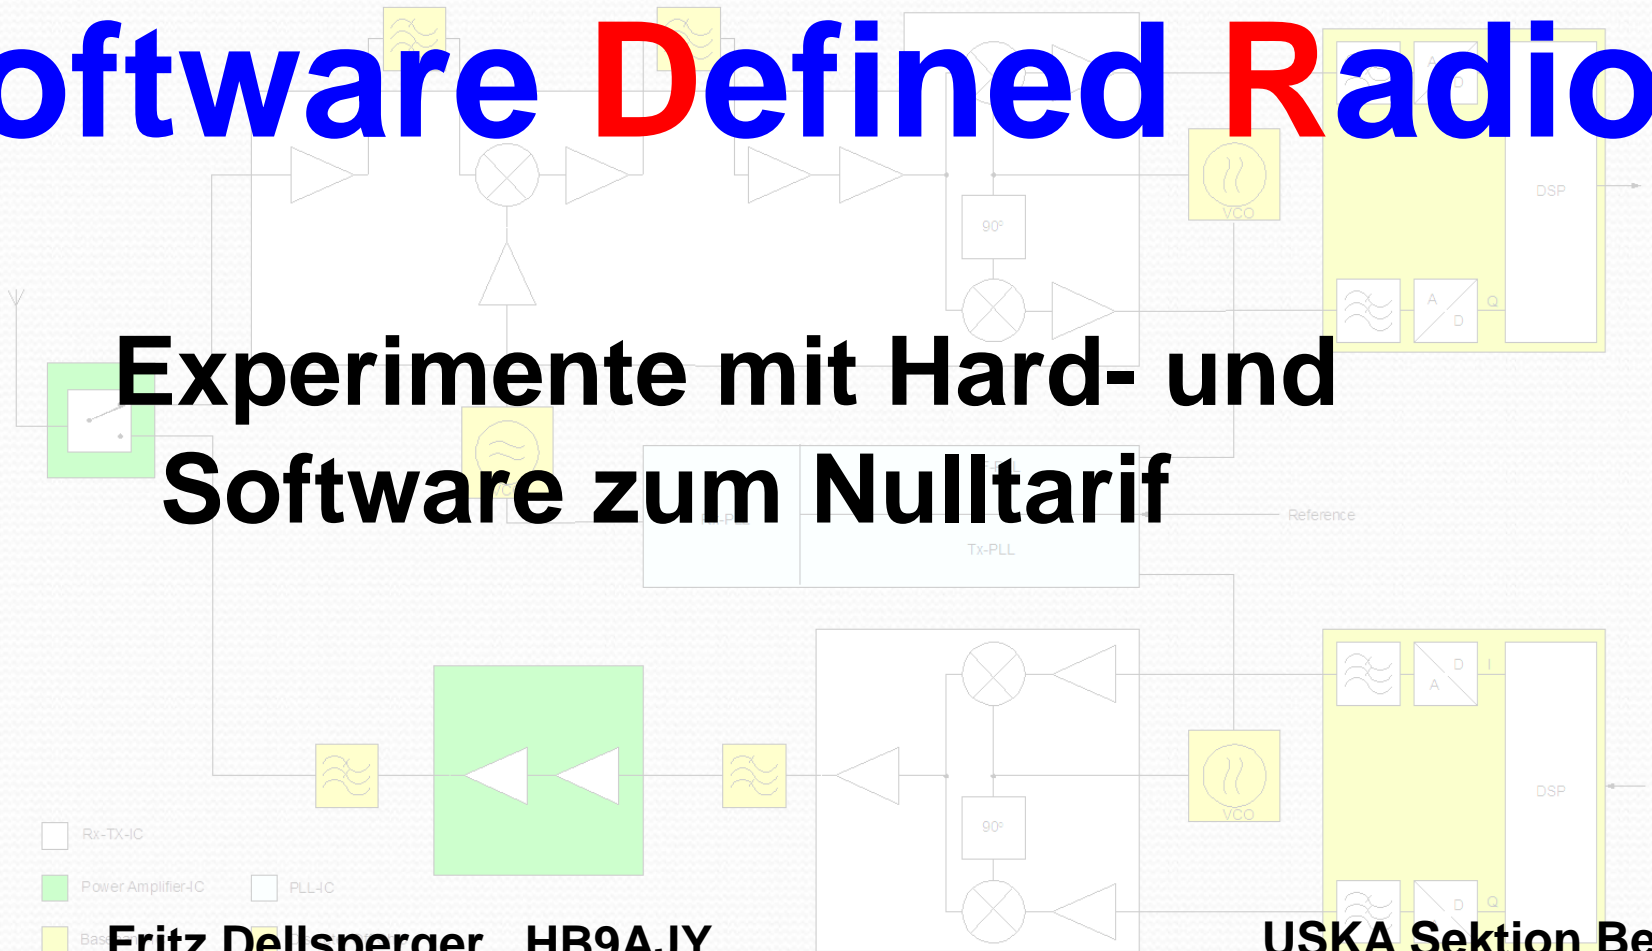 oftware Defined Radio
A
D
DSP
VCO
90°
A
D
Q
Experimente mit Hard- und
Software zum Nulltarif
Reference
Tx-PLL
D
I
A
DSP
VCO
90°
Rx-TX-IC
Power Amplifier-IC
PLL-IC
D
Q
Fritz Dellsperger HB9AJY
USKA Sektion Be